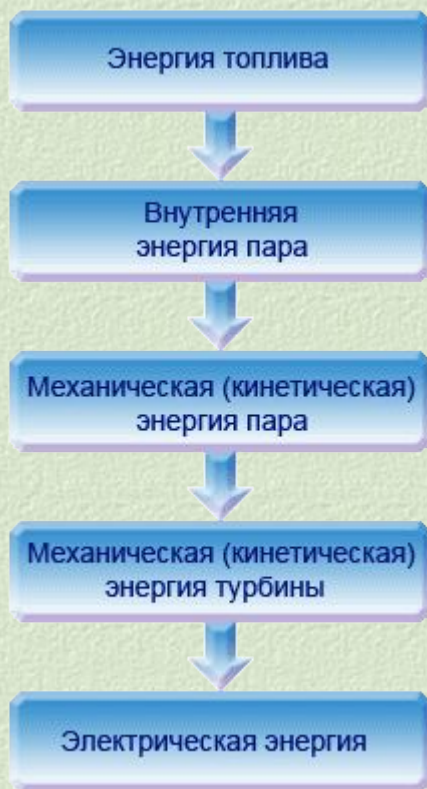 Энергия топлива
Внутренняя
энергия пара
Механическая (кинетическая)
энергия пара
Механическая (кинетическая)
энергия турбины
Электрическая энергия